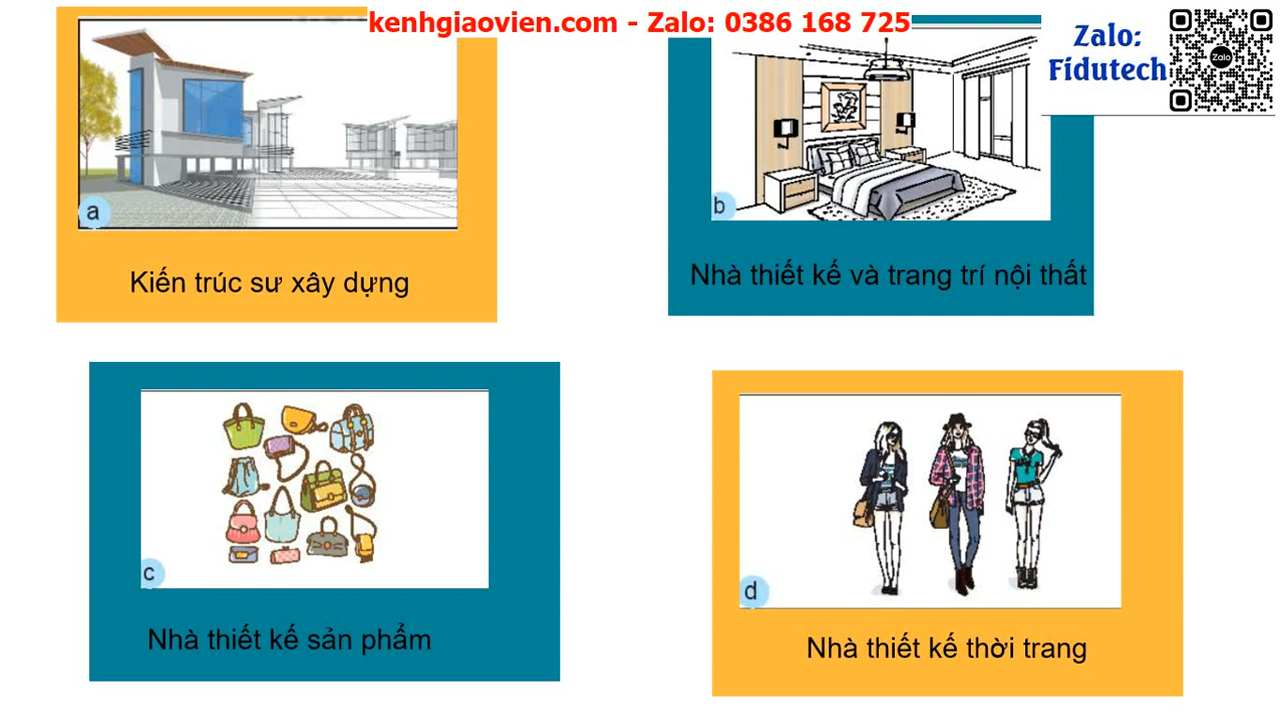 kenhgiaovien.com - Zalo: 0386 168 725
Zalo:
Fidutech
Zalo
a
Kiến trúc sư xây dựng
b
Nhà thiết kế và trang trí nội thất
c
Nhà thiết kế sản phẩm
d
Nhà thiết kế thời trang